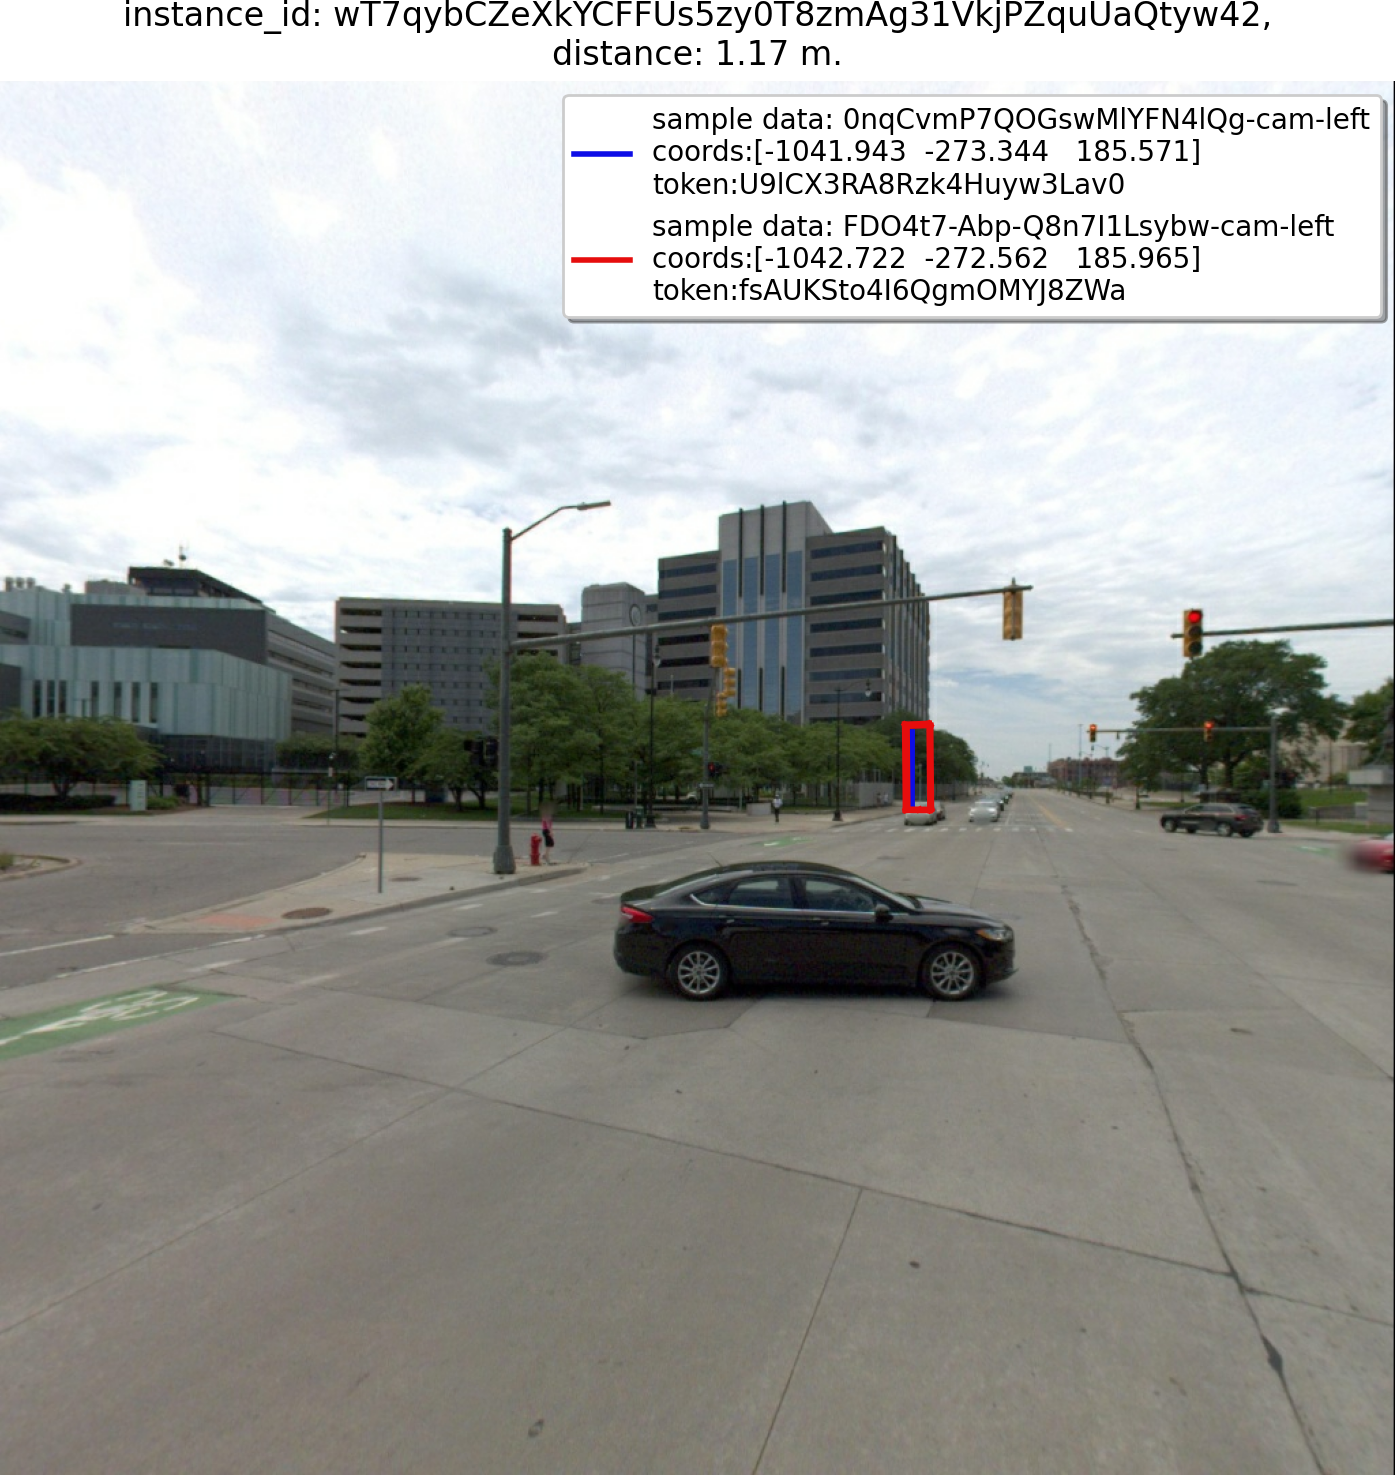 instance_id: wT7qybCZeXkYCFFUs5zy0T8zmAg31VkjPZquUaQtyw42,
distance: 1.17 m.
sample data: 0nqCvmP7QOGswMlYFN4lQg-cam-left
coords:[-1041.943 -273.344 185.571]
token:U9lCX3RA8Rzk4Huyw3Lav0
sample data: FDO4t7-Abp-Q8n7I1Lsybw-cam-left
coords:[-1042.722 -272.562 185.965]
token:fsAUKSto4I6QgmOMYJ8ZWa